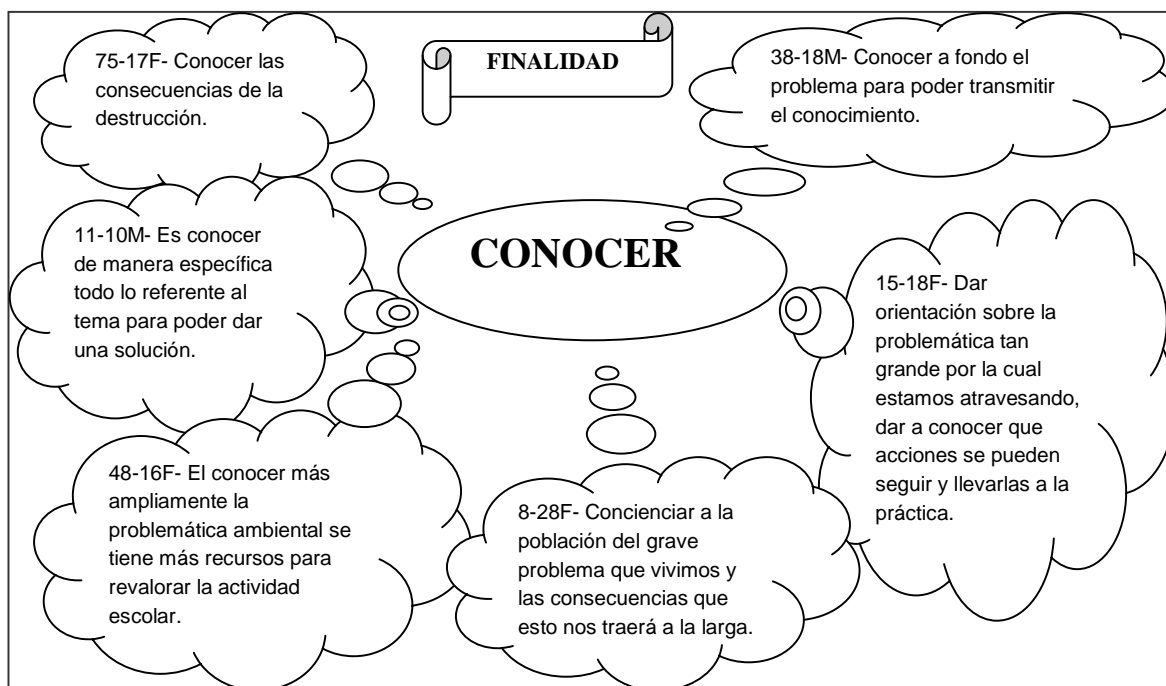 FINALIDAD
75-17F- Conocer las
consecuencias de la
destrucción.
38-18M- Conocer a fondo el
problema para poder transmitir
el conocimiento.
CONOCER
11-10M- Es conocer
de manera específica
todo lo referente al
tema para poder dar
una solución.
15-18F- Dar
orientación sobre la
problemática tan
grande por la cual
estamos atravesando,
dar a conocer que
acciones se pueden
seguir y llevarlas a la
práctica.
48-16F- El conocer más
ampliamente la
problemática ambiental se
tiene más recursos para
revalorar la actividad
escolar.
8-28F- Concienciar a la
población del grave
problema que vivimos y
las consecuencias que
esto nos traerá a la larga.